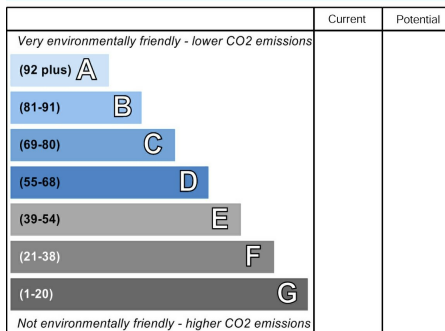 Current Potential
Very environmentally friendly - lower CO2 emissions
(92 plus) A
(81-91) B
(69-80) C
(55-68) D
(39-54) E
(21-38) F
(1-20) G
Not environmentally friendly - higher CO2 emissions